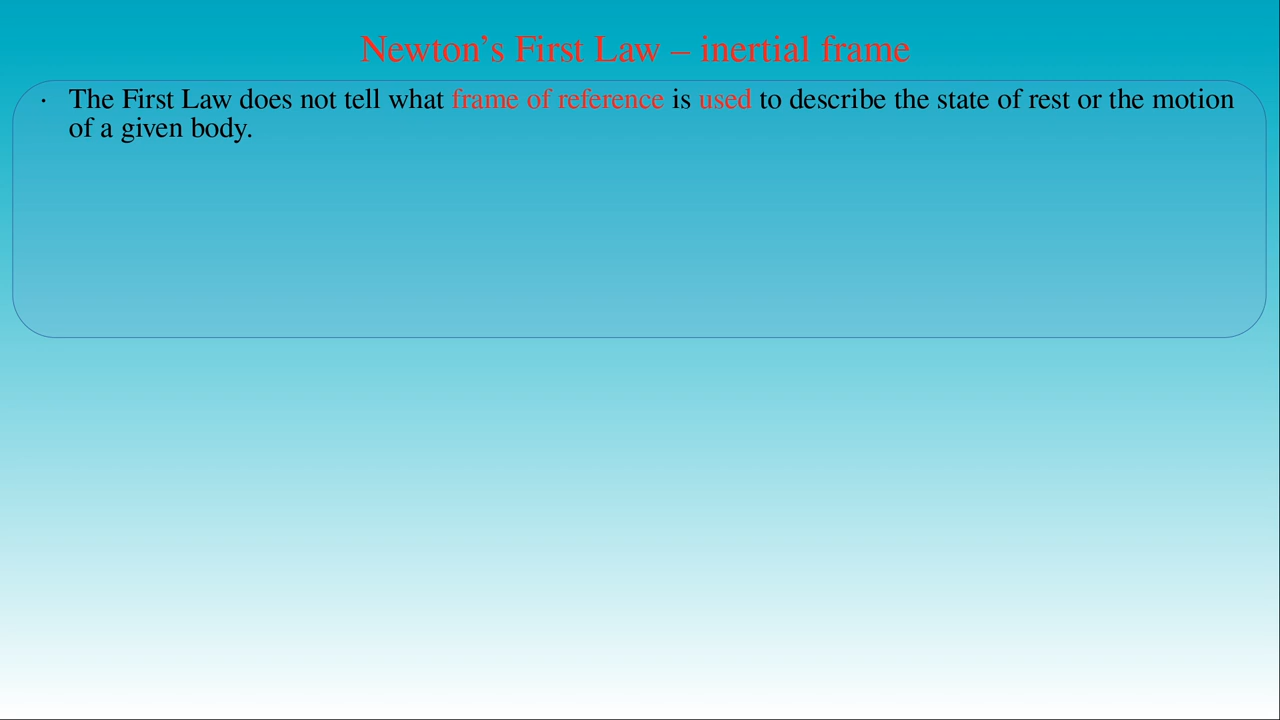 Newton’s First Law – inertial frame
· The First Law does not tell what frame of reference is used to describe the state of rest or the motion
of a given body.